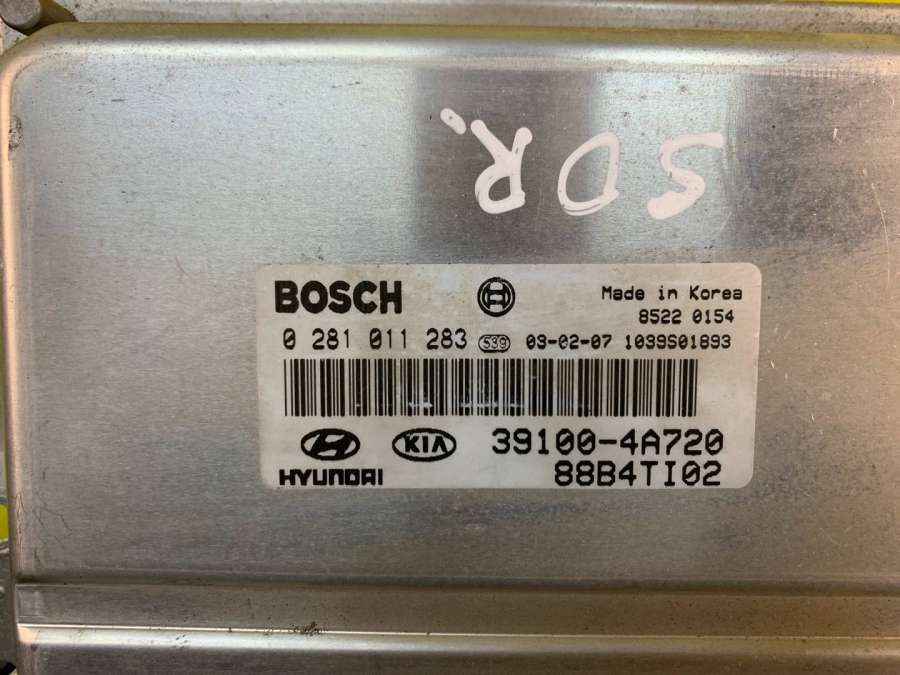 SOR.
BOSCH
Made in Korea
8522 0154
0 281 011 283 539 03-02-07 1039S01893
KIA 39100-4A720
HYUNDAI 88B4TI02